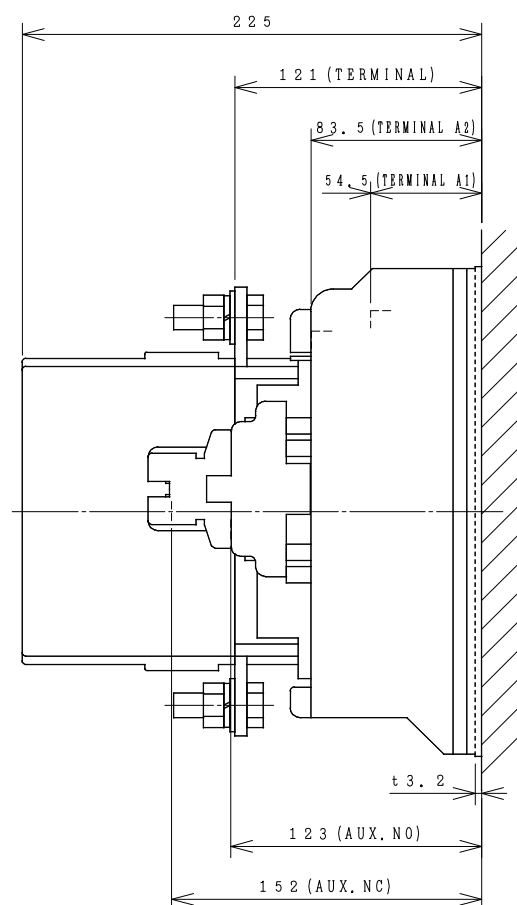 225
121 (TERMINAL)
83.5 (TERMINAL A2)
54.5 (TERMINAL A1)
t3.2
123 (AUX. NO)
152 (AUX. NC)